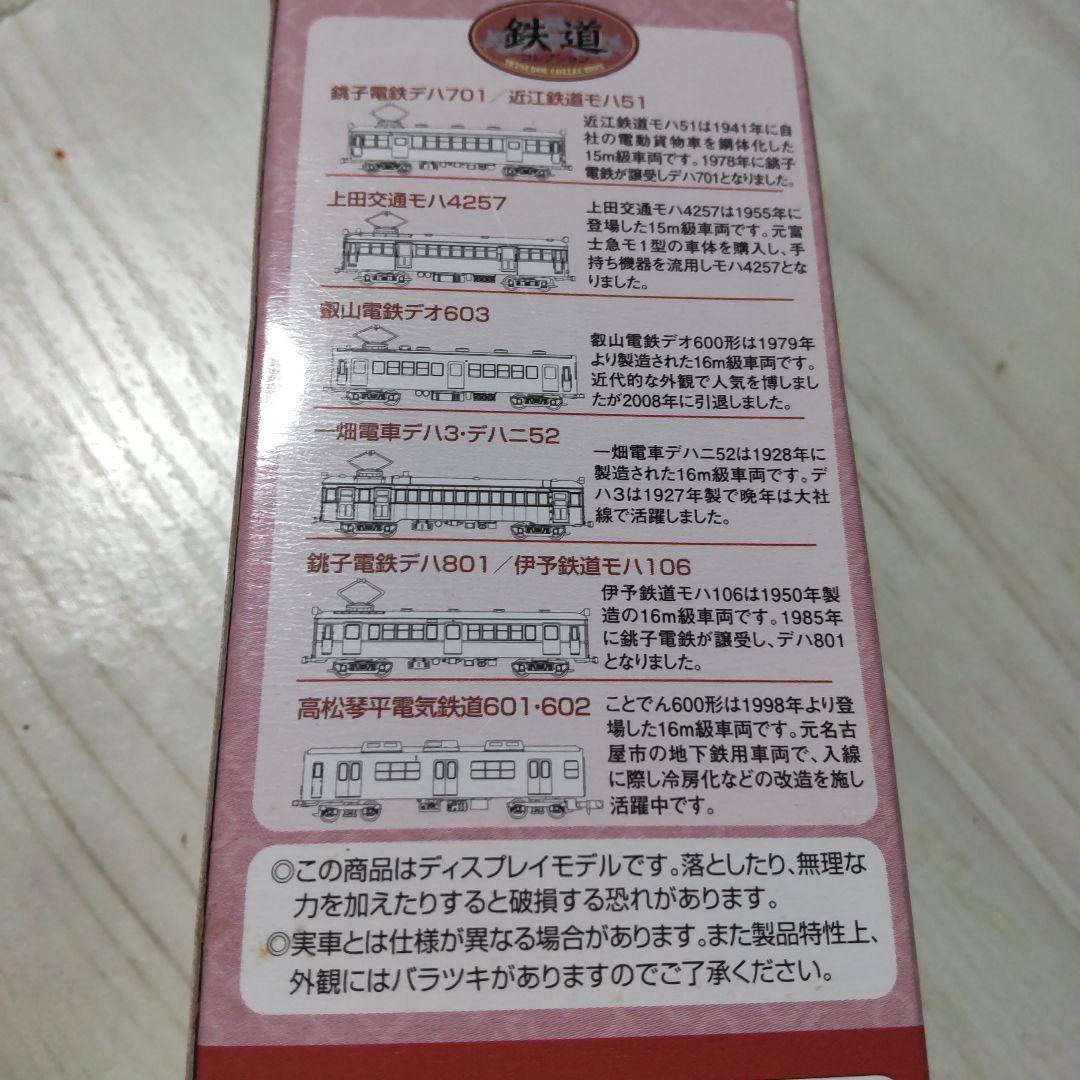 鉄道
コレクション
TETSUDOU COLLECTION
銚子電鉄デハ701／近江鉄道モハ51
近江鉄道モハ51は1941年に自
社の電動貨物車を鋼体化した
15m級車両です。1978年に銚子
電鉄が譲受しデハ701となりました。
上田交通モハ4257
上田交通モハ4257は1955年に
登場した15m級車両です。元富
士急モ1型の車体を購入し、手
持ち機器を流用しモハ4257とな
りました。
叡山電鉄デオ603
叡山電鉄デオ600形は1979年
より製造された16m級車両です。
近代的な外観で人気を博しまし
たが2008年に引退しました。
一畑電車デハ3・デハニ52
一畑電車デハニ52は1928年に
製造された16m級車両です。デ
ハ3は1927年製で晩年は大社
線で活躍しました。
銚子電鉄デハ801／伊予鉄道モハ106
伊予鉄道モハ106は1950年製
造の16m級車両です。1985年
に銚子電鉄が譲受し、デハ801
となりました。
高松琴平電気鉄道601・602
ことでん600形は1998年より登
場した16m級車両です。元名古
屋市の地下鉄用車両で、入線
に際し冷房化などの改造を施し
活躍中です。
◎この商品はディスプレイモデルです。落としたり、無理な
力を加えたりすると破損する恐れがあります。
◎実車とは仕様が異なる場合があります。また製品特性上、
外観にはバラツキがありますのでご了承ください。